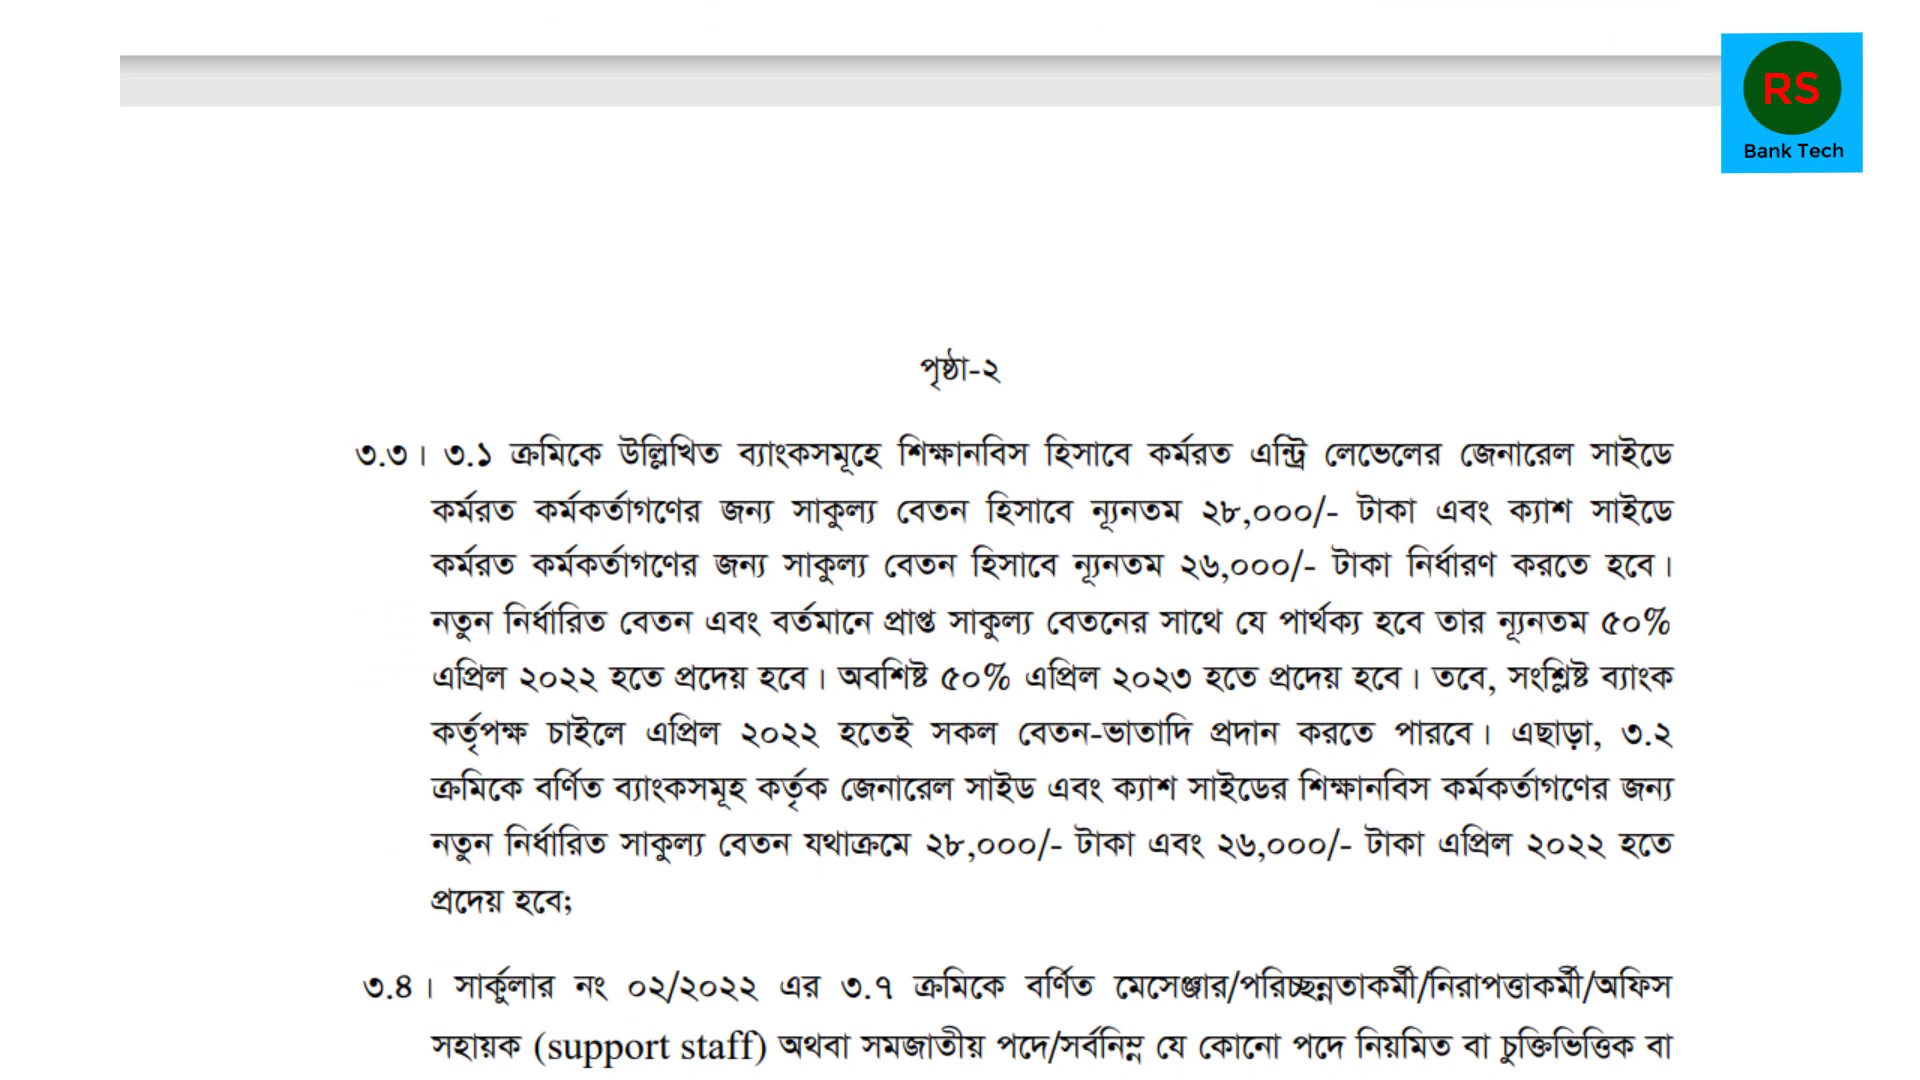 RS
Bank Tech
পৃষ্ঠা-২
৩.৩। ৩.১ ক্রমিকে উল্লিখিত ব্যাংকসমূহে শিক্ষানবিস হিসাবে কর্মরত এন্ট্রি লেভেলের জেনারেল সাইডে
কর্মরত কর্মকর্তাগণের জন্য সাকুল্য বেতন হিসাবে ন্যূনতম ২৮,০০০/- টাকা এবং ক্যাশ সাইডে
কর্মরত কর্মকর্তাগণের জন্য সাকুল্য বেতন হিসাবে ন্যূনতম ২৬,০০০/- টাকা নির্ধারণ করতে হবে।
নতুন নির্ধারিত বেতন এবং বর্তমানে প্রাপ্ত সাকুল্য বেতনের সাথে যে পার্থক্য হবে তার ন্যূনতম ৫০%
এপ্রিল ২০২২ হতে প্রদেয় হবে। অবশিষ্ট ৫০% এপ্রিল ২০২৩ হতে প্রদেয় হবে। তবে, সংশ্লিষ্ট ব্যাংক
কর্তৃপক্ষ চাইলে এপ্রিল ২০২২ হতেই সকল বেতন-ভাতাদি প্রদান করতে পারবে। এছাড়া, ৩.২
ক্রমিকে বর্ণিত ব্যাংকসমূহ কর্তৃক জেনারেল সাইড এবং ক্যাশ সাইডের শিক্ষানবিস কর্মকর্তাগণের জন্য
নতুন নির্ধারিত সাকুল্য বেতন যথাক্রমে ২৮,০০০/- টাকা এবং ২৬,০০০/- টাকা এপ্রিল ২০২২ হতে
প্রদেয় হবে;
৩.৪। সার্কুলার নং ০২/২০২২ এর ৩.৭ ক্রমিকে বর্ণিত মেসেঞ্জার/পরিচ্ছন্নতাকর্মী/নিরাপত্তাকর্মী/অফিস
সহায়ক (support staff) অথবা সমজাতীয় পদে/সর্বনিম্ন যে কোনো পদে নিয়মিত বা চুক্তিভিত্তিক বা